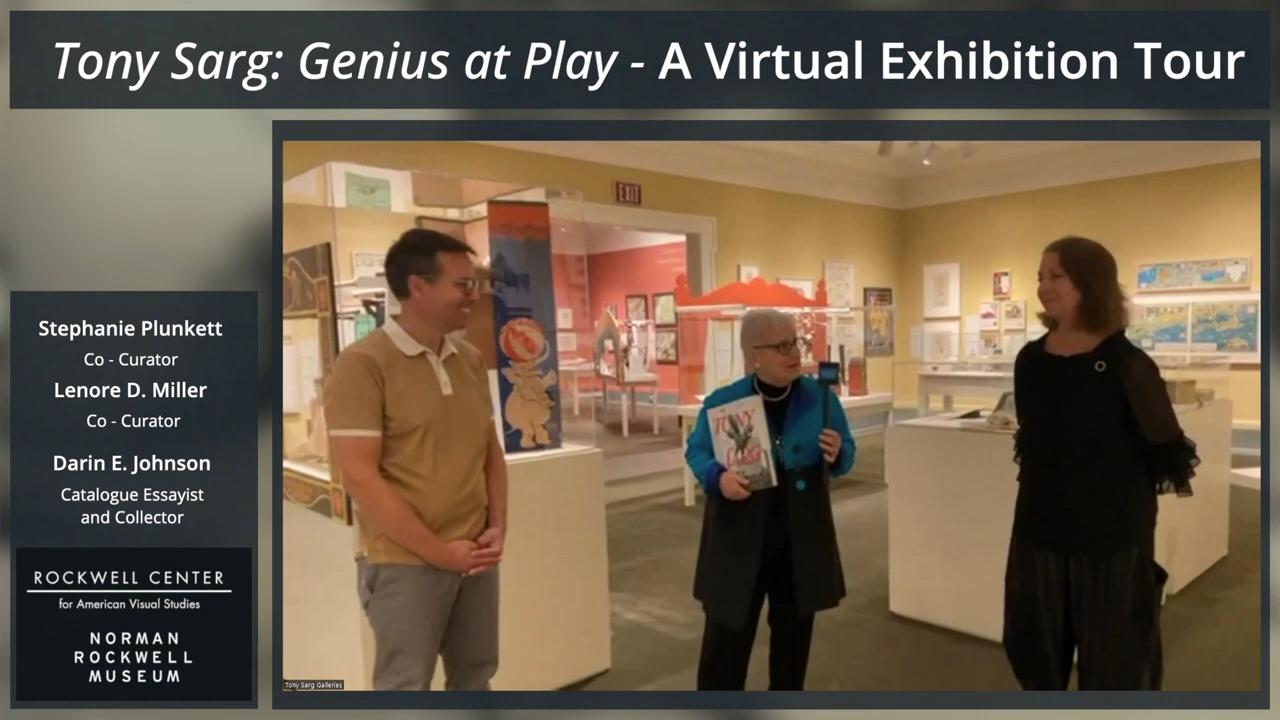 Tony Sarg: Genius at Play - A Virtual Exhibition Tour
Stephanie Plunkett
Co - Curator
Lenore D. Miller
Co - Curator
Darin E. Johnson
Catalogue Essayist
and Collector
ROCKWELL CENTER
for American Visual Studies
NORMAN
ROCKWELL
MUSEUM
EXIT
TONY
SARG
Tony Sarg Galleries